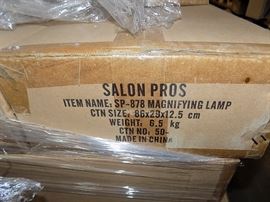 SALON PROS
ITEM NAME: SP-878 MAGNIFYING LAMP
CTN SIZE: 86x29x12.5 cm
WEIGHT: 6.5 kg
CTN NO: 50-
MADE IN CHINA